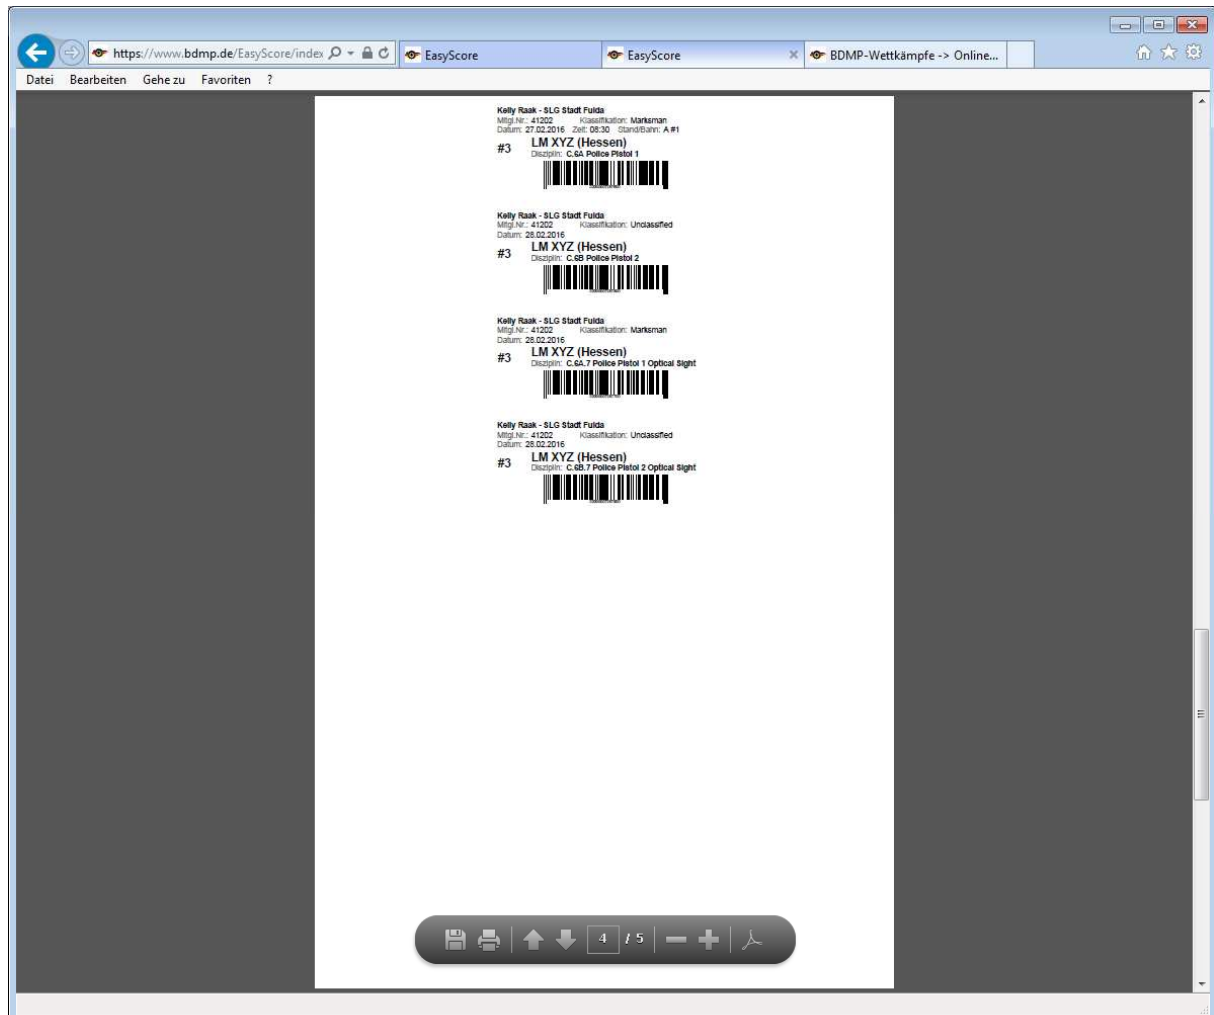 https://www.bdmp.de/EasyScore/index
EasyScore
EasyScore
BDMP-Wettkämpfe -> Online...
Datei Bearbeiten Gehe zu Favoriten ?
Kelly Raak - SLG Stadt Fulda
Mitgl.Nr.: 41202 Klassifikation: Marksman
Datum: 27.02.2016 Zeit: 08:30 Stand/Bahn: A #1
#3 LM XYZ (Hessen)
Disziplin: C.6A Police Pistol 1
Kelly Raak - SLG Stadt Fulda
Mitgl.Nr.: 41202 Klassifikation: Unclassified
Datum: 28.02.2016
#3 LM XYZ (Hessen)
Disziplin: C.6B Police Pistol 2
Kelly Raak - SLG Stadt Fulda
Mitgl.Nr.: 41202 Klassifikation: Marksman
Datum: 28.02.2016
#3 LM XYZ (Hessen)
Disziplin: C.6A.7 Police Pistol 1 Optical Sight
Kelly Raak - SLG Stadt Fulda
Mitgl.Nr.: 41202 Klassifikation: Unclassified
Datum: 28.02.2016
#3 LM XYZ (Hessen)
Disziplin: C.6B.7 Police Pistol 2 Optical Sight
4 / 5